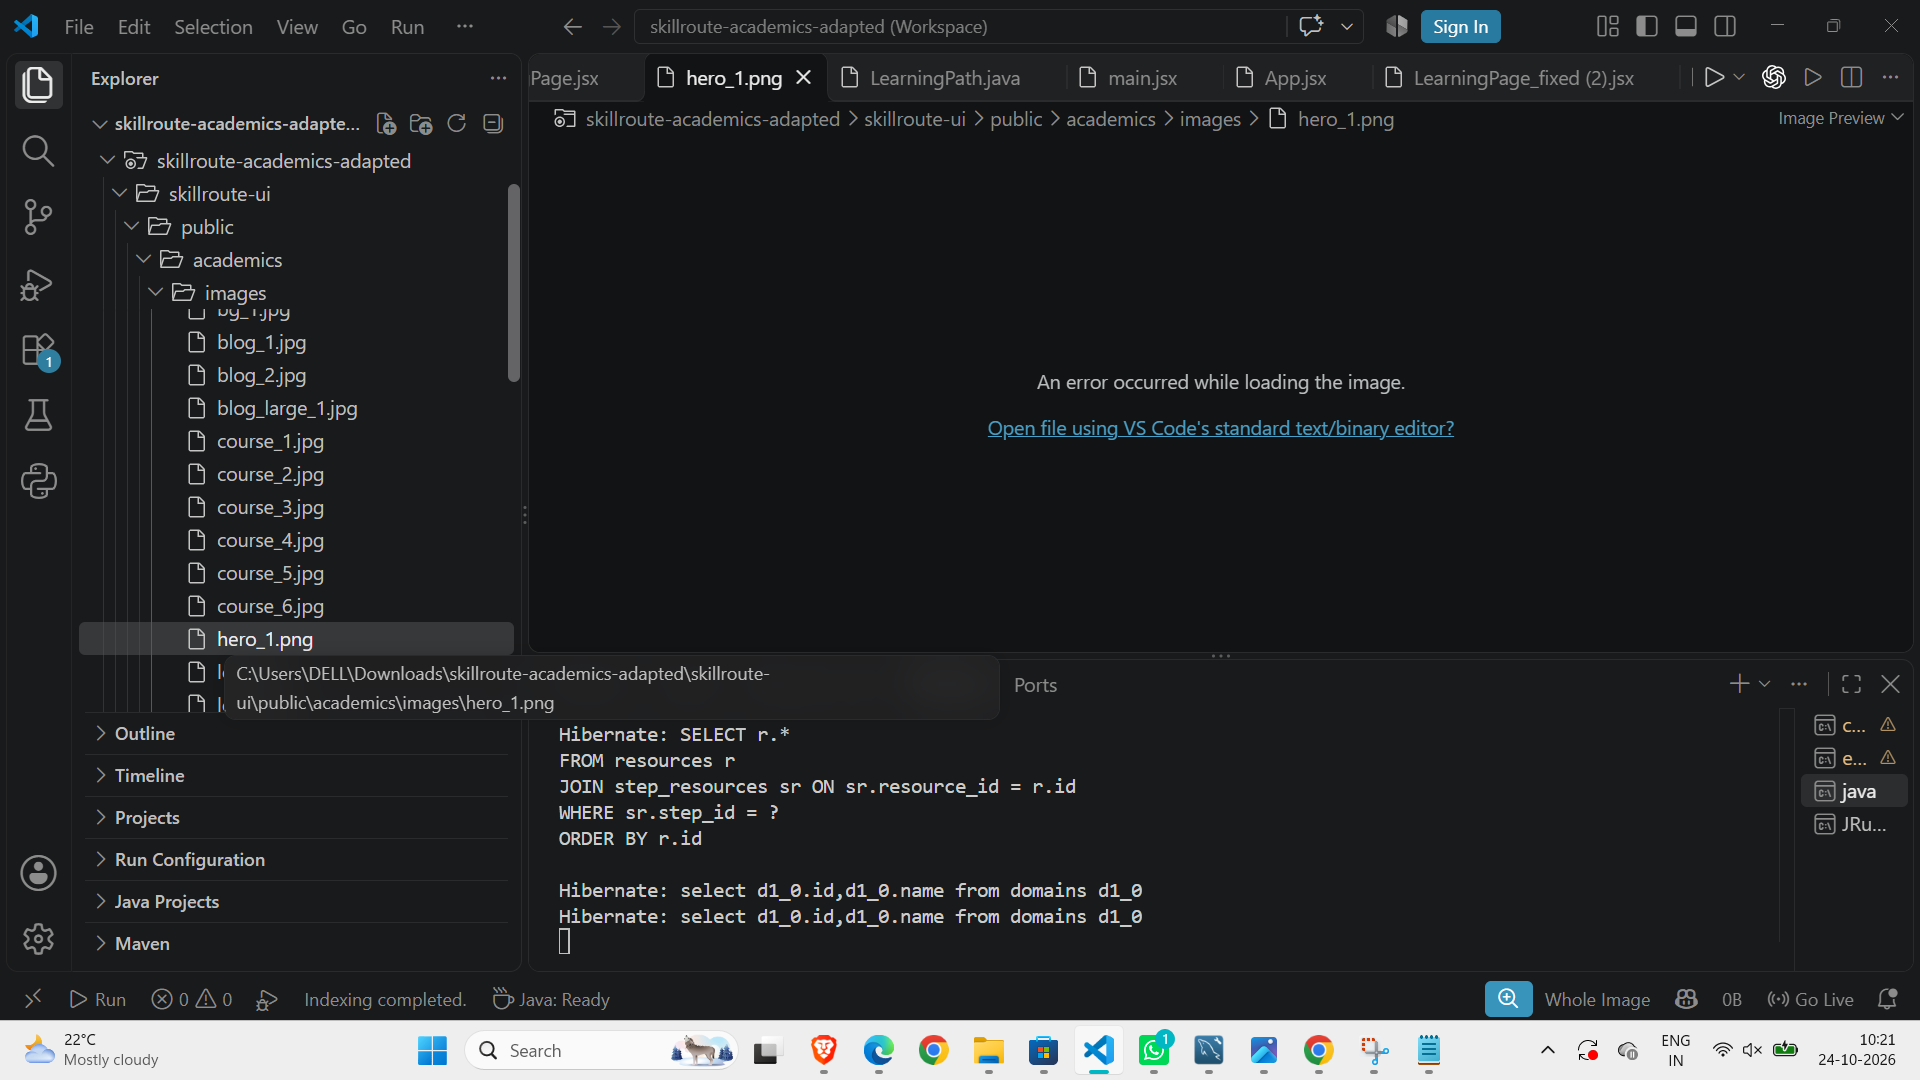 File Edit Selection View Go Run ···
skillroute-academics-adapted (Workspace)
Sign In
Explorer
skillroute-academics-adapte...
skillroute-academics-adapted
skillroute-ui
public
academics
images
bg_1.jpg
blog_1.jpg
blog_2.jpg
blog_large_1.jpg
course_1.jpg
course_2.jpg
course_3.jpg
course_4.jpg
course_5.jpg
course_6.jpg
hero_1.png
C:\Users\DELL\Downloads\skillroute-academics-adapted\skillroute-
ui\public\academics\images\hero_1.png
Outline
Timeline
Projects
Run Configuration
Java Projects
Maven
1
Page.jsx hero_1.png LearningPath.java main.jsx App.jsx LearningPage_fixed (2).jsx
skillroute-academics-adapted > skillroute-ui > public > academics > images > hero_1.png
Image Preview
An error occurred while loading the image.
Open file using VS Code's standard text/binary editor?
Ports
Hibernate: SELECT r.*
FROM resources r
JOIN step_resources sr ON sr.resource_id = r.id
WHERE sr.step_id = ?
ORDER BY r.id
Hibernate: select d1_0.id,d1_0.name from domains d1_0
Hibernate: select d1_0.id,d1_0.name from domains d1_0
c...
e...
java
JRu...
Run 0 0 Indexing completed. Java: Ready
Whole Image 0B Go Live
22°C
Mostly cloudy
Search
1
ENG
IN
10:21
24-10-2026